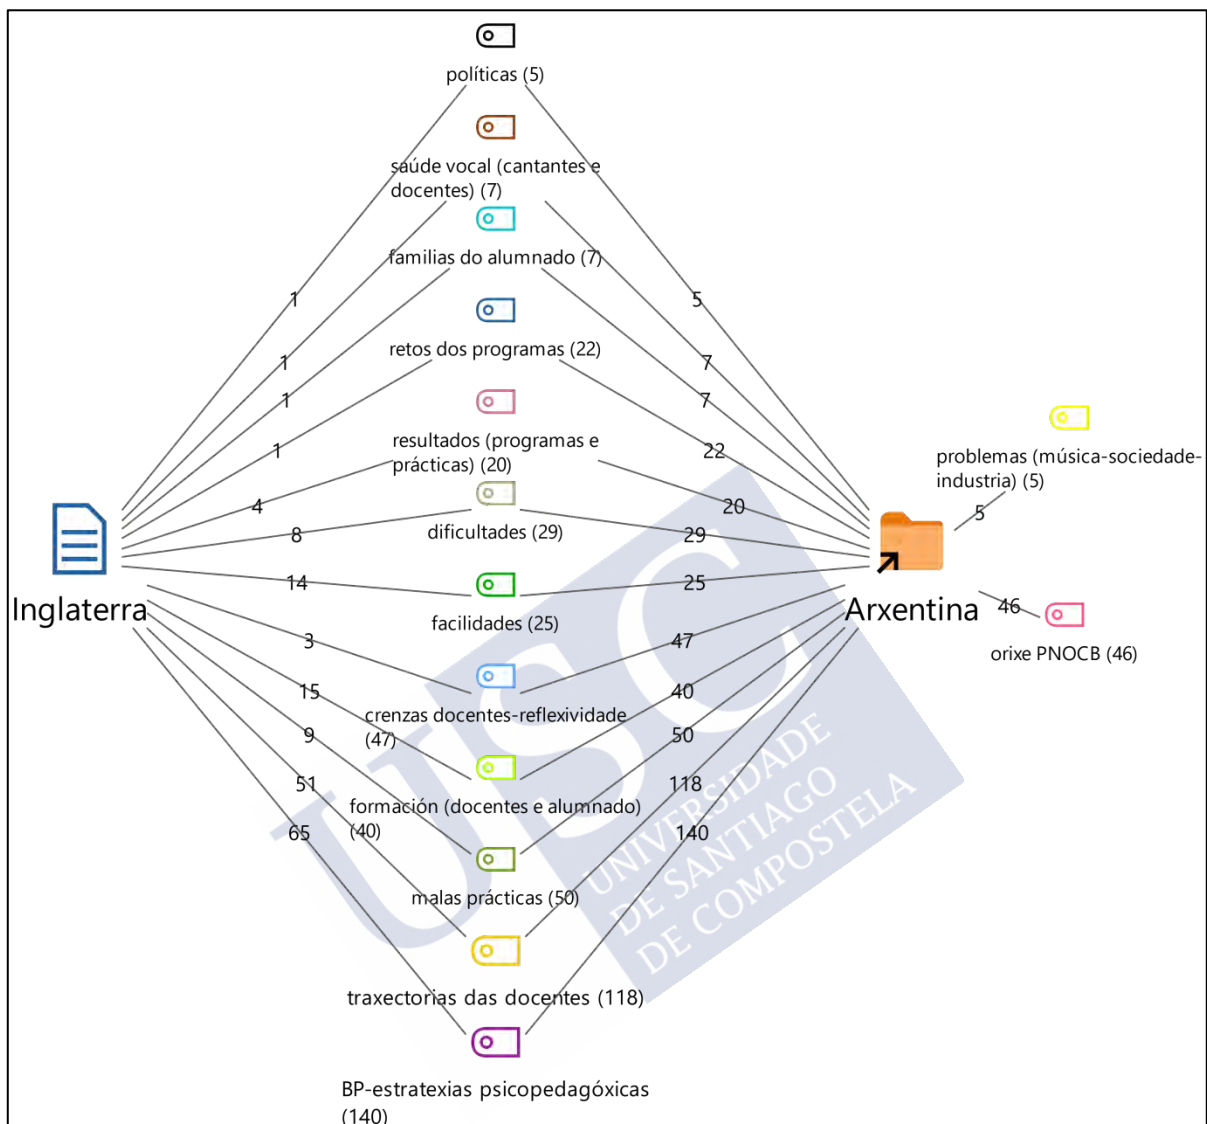 políticas (5)
saúde vocal (cantantes e
docentes) (7)
familias do alumnado (7)
1
5
1
retos dos programas (22)
7
1
7
1
resultados (programas e
prácticas) (20)
22
problemas (música-sociedade-
industria) (5)
4
20
5
8
dificultades (29)
29
14
25
Inglaterra
facilidades (25)
Arxentina
46
3
47
orixe PNOCB (46)
15
crenzas docentes-reflexividade
(47)
40
9
50
51
formación (docentes e alumnado)
(40)
118
65
140
malas prácticas (50)
traxectorias das docentes (118)
BP-estratexias psicopedagóxicas
(140)
USC
UNIVERSIDADE
DE SANTIAGO
DE COMPOSTELA